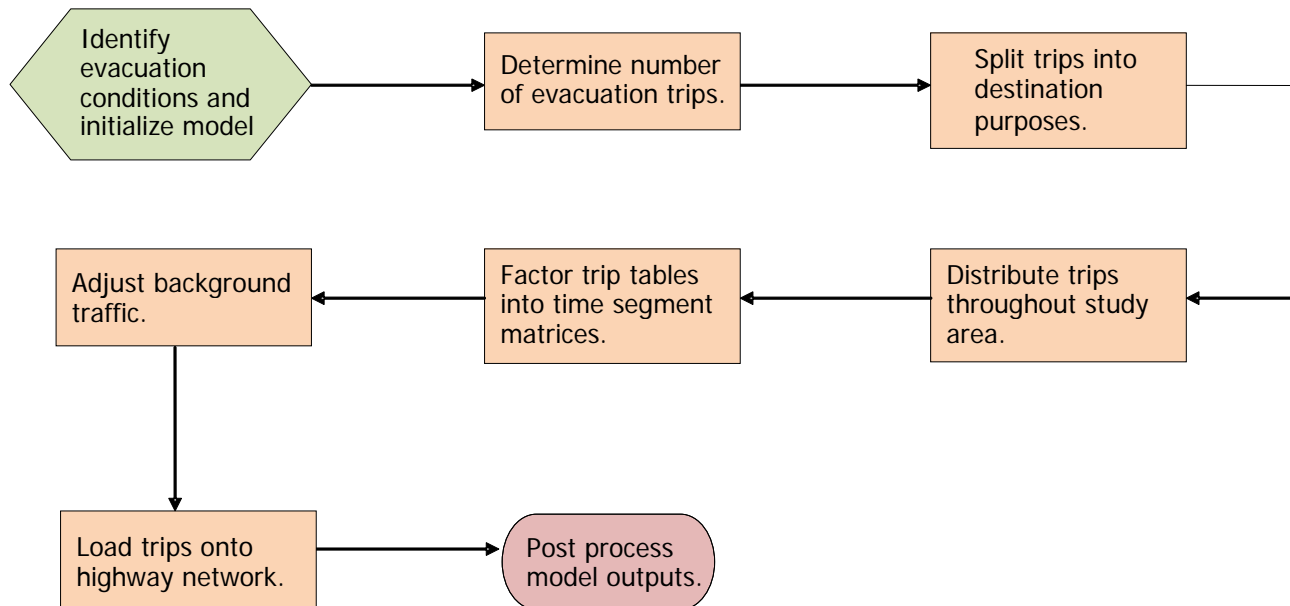 Identify
evacuation
conditions and
initialize model
Determine number
of evacuation trips.
Split trips into
destination
purposes.
Distribute trips
throughout study
area.
Factor trip tables
into time segment
matrices.
Adjust background
traffic.
Load trips onto
highway network.
Post process
model outputs.